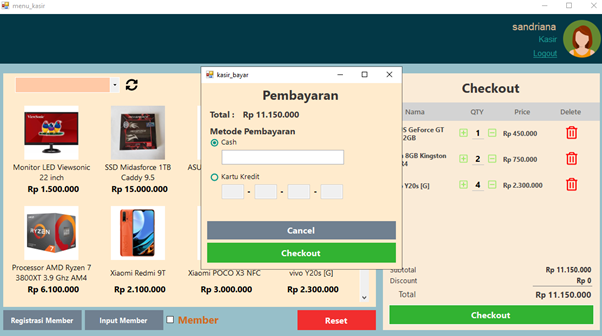 menu_kasir
sandriana
Kasir
Logout
Monitor LED Viewsonic
22 inch
Rp 1.500.000
SSD Midasforce 1TB
Caddy 9.5
Rp 15.000.000
Processor AMD Ryzen 7
3800XT 3.9 Ghz AM4
Rp 6.100.000
Xiaomi Redmi 9T
Rp 2.100.000
Xiaomi POCO X3 NFC
Rp 3.000.000
vivo Y20s [G]
Rp 2.300.000
Registrasi Member
Input Member
Member
Reset
kasir_bayar
Pembayaran
Total : Rp 11.150.000
Metode Pembayaran
Cash
Kartu Kredit
- - -
Cancel
Checkout
Checkout
Nama QTY Price Delete
GeForce GT
2GB
1 Rp 450.000
8GB Kingston
2 Rp 750.000
Y20s [G] 4 Rp 2.300.000
Subtotal Rp 11.150.000
Discount Rp 0
Total Rp 11.150.000
Checkout